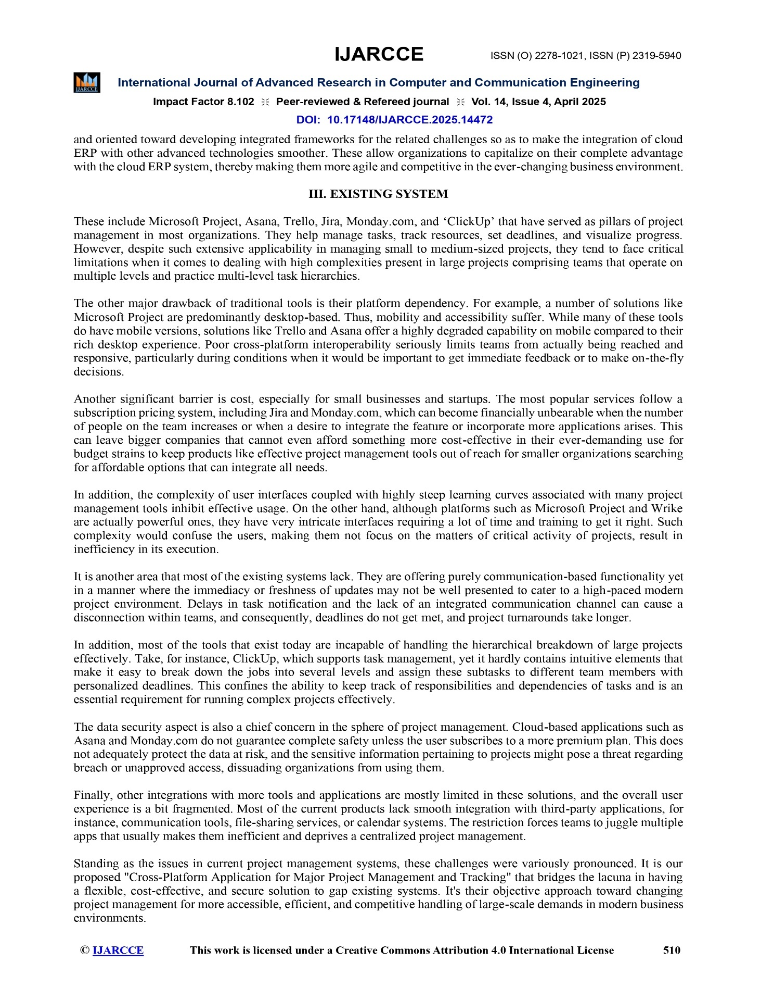 IJARCCE
ISSN (O) 2278-1021, ISSN (P) 2319-5940
IJARCCE
International Journal of Advanced Research in Computer and Communication Engineering
Impact Factor 8.102 ⁝⁝ Peer-reviewed & Refereed journal ⁝⁝ Vol. 14, Issue 4, April 2025
DOI: 10.17148/IJARCCE.2025.14472
and oriented toward developing integrated frameworks for the related challenges so as to make the integration of cloud
ERP with other advanced technologies smoother. These allow organizations to capitalize on their complete advantage
with the cloud ERP system, thereby making them more agile and competitive in the ever-changing business environment.
III. EXISTING SYSTEM
These include Microsoft Project, Asana, Trello, Jira, Monday.com, and ‘ClickUp’ that have served as pillars of project
management in most organizations. They help manage tasks, track resources, set deadlines, and visualize progress.
However, despite such extensive applicability in managing small to medium-sized projects, they tend to face critical
limitations when it comes to dealing with high complexities present in large projects comprising teams that operate on
multiple levels and practice multi-level task hierarchies.
The other major drawback of traditional tools is their platform dependency. For example, a number of solutions like
Microsoft Project are predominantly desktop-based. Thus, mobility and accessibility suffer. While many of these tools
do have mobile versions, solutions like Trello and Asana offer a highly degraded capability on mobile compared to their
rich desktop experience. Poor cross-platform interoperability seriously limits teams from actually being reached and
responsive, particularly during conditions when it would be important to get immediate feedback or to make on-the-fly
decisions.
Another significant barrier is cost, especially for small businesses and startups. The most popular services follow a
subscription pricing system, including Jira and Monday.com, which can become financially unbearable when the number
of people on the team increases or when a desire to integrate the feature or incorporate more applications arises. This
can leave bigger companies that cannot even afford something more cost-effective in their ever-demanding use for
budget strains to keep products like effective project management tools out of reach for smaller organizations searching
for affordable options that can integrate all needs.
In addition, the complexity of user interfaces coupled with highly steep learning curves associated with many project
management tools inhibit effective usage. On the other hand, although platforms such as Microsoft Project and Wrike
are actually powerful ones, they have very intricate interfaces requiring a lot of time and training to get it right. Such
complexity would confuse the users, making them not focus on the matters of critical activity of projects, result in
inefficiency in its execution.
It is another area that most of the existing systems lack. They are offering purely communication-based functionality yet
in a manner where the immediacy or freshness of updates may not be well presented to cater to a high-paced modern
project environment. Delays in task notification and the lack of an integrated communication channel can cause a
disconnection within teams, and consequently, deadlines do not get met, and project turnarounds take longer.
In addition, most of the tools that exist today are incapable of handling the hierarchical breakdown of large projects
effectively. Take, for instance, ClickUp, which supports task management, yet it hardly contains intuitive elements that
make it easy to break down the jobs into several levels and assign these subtasks to different team members with
personalized deadlines. This confines the ability to keep track of responsibilities and dependencies of tasks and is an
essential requirement for running complex projects effectively.
The data security aspect is also a chief concern in the sphere of project management. Cloud-based applications such as
Asana and Monday.com do not guarantee complete safety unless the user subscribes to a more premium plan. This does
not adequately protect the data at risk, and the sensitive information pertaining to projects might pose a threat regarding
breach or unapproved access, dissuading organizations from using them.
Finally, other integrations with more tools and applications are mostly limited in these solutions, and the overall user
experience is a bit fragmented. Most of the current products lack smooth integration with third-party applications, for
instance, communication tools, file-sharing services, or calendar systems. The restriction forces teams to juggle multiple
apps that usually makes them inefficient and deprives a centralized project management.
Standing as the issues in current project management systems, these challenges were variously pronounced. It is our
proposed "Cross-Platform Application for Major Project Management and Tracking" that bridges the lacuna in having
a flexible, cost-effective, and secure solution to gap existing systems. It's their objective approach toward changing
project management for more accessible, efficient, and competitive handling of large-scale demands in modern business
environments.
© IJARCCE This work is licensed under a Creative Commons Attribution 4.0 International License 510